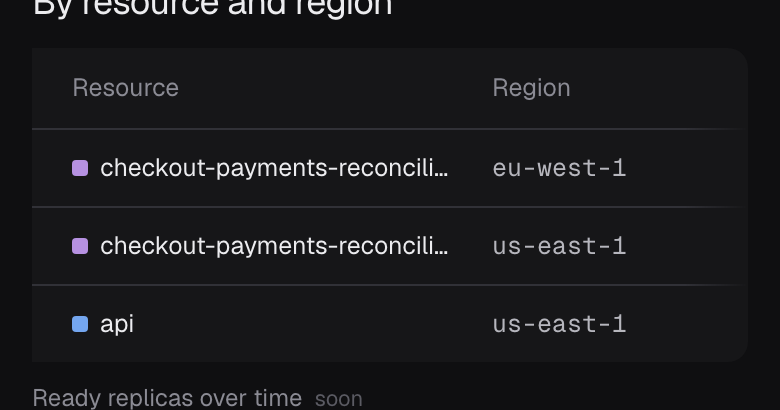 By resource and region
Resource Region
checkout-payments-reconcili… eu-west-1
checkout-payments-reconcili… us-east-1
api us-east-1
Ready replicas over time soon